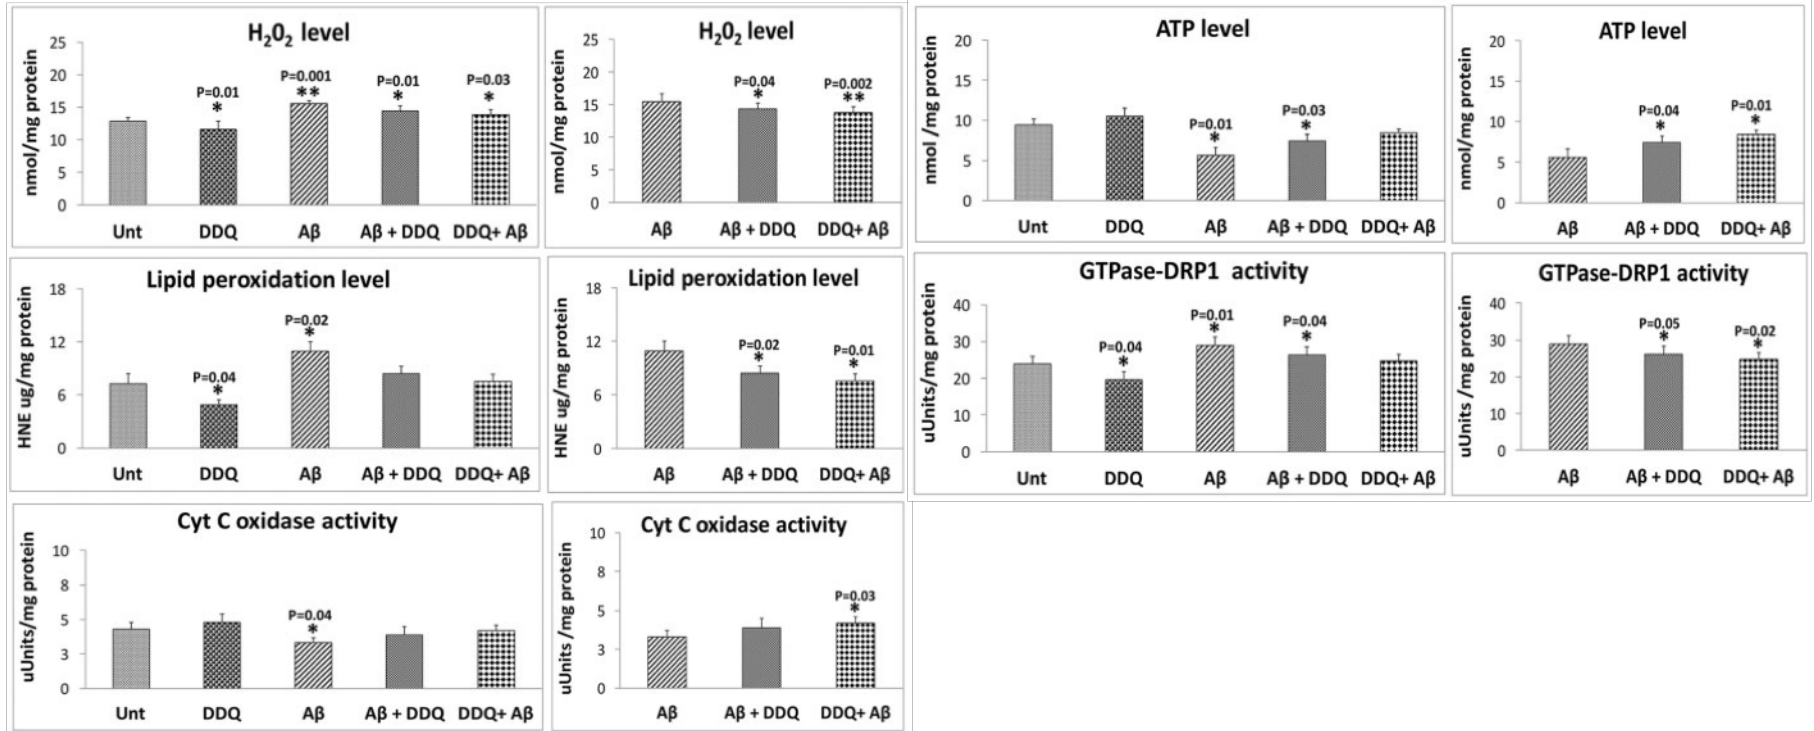 H₂O₂ level
nmol/mg protein
25
20
15
10
5
0
P=0.01
*
P=0.001
**
P=0.01
*
P=0.03
*
Unt DDQ Aβ Aβ + DDQ DDQ+ Aβ
H₂O₂ level
nmol/mg protein
25
20
15
10
5
0
P=0.04
*
P=0.002
**
Aβ Aβ + DDQ DDQ+ Aβ
ATP level
nmol /mg protein
20
15
10
5
0
P=0.01
*
P=0.03
*
Unt DDQ Aβ Aβ + DDQ DDQ+ Aβ
ATP level
nmol/mg protein
20
15
10
5
0
P=0.04
*
P=0.01
*
Aβ Aβ + DDQ DDQ+ Aβ
Lipid peroxidation level
HNE ug/mg protein
18
12
6
0
P=0.04
*
P=0.02
*
Unt DDQ Aβ Aβ + DDQ DDQ+ Aβ
Lipid peroxidation level
HNE ug/mg protein
18
12
6
0
P=0.02
*
P=0.01
*
Aβ Aβ + DDQ DDQ+ Aβ
GTPase-DRP1 activity
uUnits/mg protein
40
30
20
10
0
P=0.04
*
P=0.01
*
P=0.04
*
Unt DDQ Aβ Aβ + DDQ DDQ+ Aβ
GTPase-DRP1 activity
uUnits /mg protein
40
30
20
10
0
P=0.05
*
P=0.02
*
Aβ Aβ + DDQ DDQ+ Aβ
Cyt C oxidase activity
uUnits/mg protein
10
8
5
3
0
P=0.04
*
Unt DDQ Aβ Aβ + DDQ DDQ+ Aβ
Cyt C oxidase activity
uUnits /mg protein
10
8
5
3
0
P=0.03
*
Aβ Aβ + DDQ DDQ+ Aβ